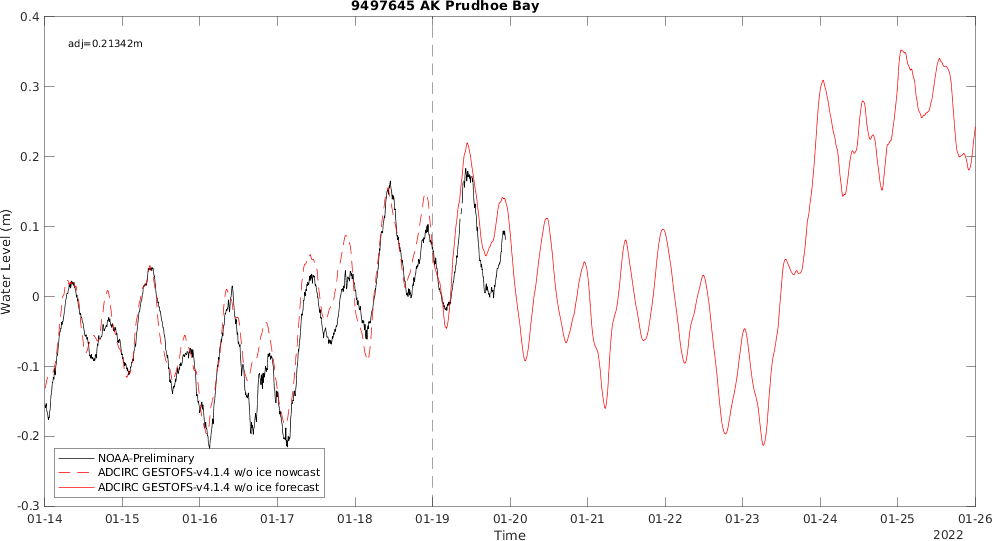 9497645 AK Prudhoe Bay
0.4
adj=0.21342m
0.3
0.2
0.1
0
-0.1
-0.2
-0.3
Water Level (m)
NOAA-Preliminary
ADCIRC GESTOFS-v4.1.4 w/o ice nowcast
ADCIRC GESTOFS-v4.1.4 w/o ice forecast
01-14 01-15 01-16 01-17 01-18 01-19 01-20 01-21 01-22 01-23 01-24 01-25 01-26
Time
2022